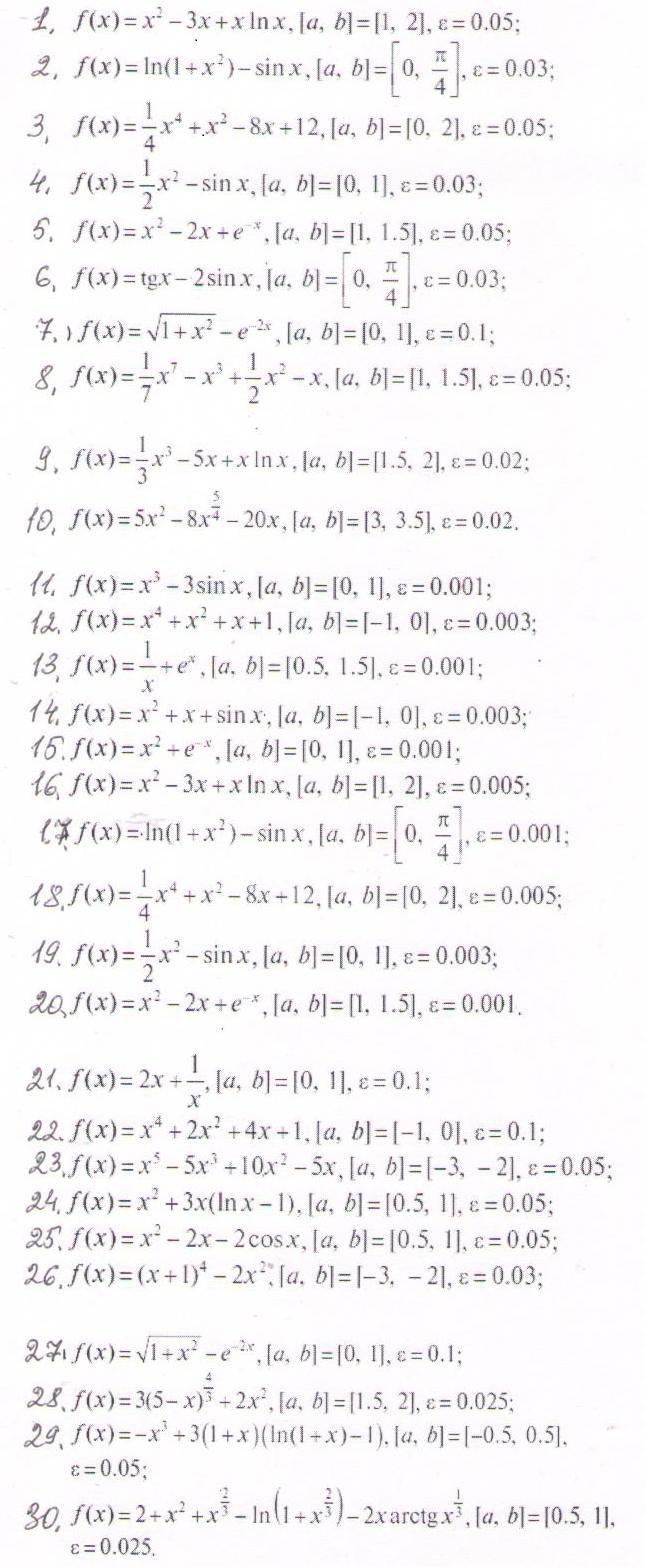 1, f(x)=x² − 3x + x ln x, [a, b]=[1, 2], ε=0.05;
2, f(x)=ln(1+x²) − sin x, [a, b]=[0, π/4], ε=0.03;
3, f(x)=1/4 x⁴ + x² − 8x+12, [a, b]=[0, 2], ε=0.05;
4, f(x)=1/2 x² − sin x, [a, b]=[0, 1], ε=0.03;
5, f(x)=x² − 2x + e^(−x), [a, b]=[1, 1.5], ε=0.05;
6, f(x)=tgx − 2sin x, [a, b]=[0, π/4], ε=0.03;
7,) f(x)=√(1+x²) − e^(−2x), [a, b]=[0, 1], ε=0.1;
8, f(x)=1/7 x⁷ − x³ + 1/2 x² − x, [a, b]=[1, 1.5], ε=0.05;
9, f(x)=1/3 x³ − 5x + x ln x, [a, b]=[1.5, 2], ε=0.02;
10, f(x)=5x² − 8x^(5/4) − 20x, [a, b]=[3, 3.5], ε=0.02.
11. f(x)=x³ − 3sin x, [a, b]=[0, 1], ε=0.001;
12. f(x)=x⁴ + x² + x+1, [a, b]=[−1, 0], ε=0.003;
13, f(x)=1/x + eˣ, [a, b]=[0.5, 1.5], ε=0.001;
14. f(x)=x² + x + sin x, [a, b]=[−1, 0], ε=0.003;
15. f(x)=x² + e^(−x), [a, b]=[0, 1], ε=0.001;
16, f(x)=x² − 3x + x ln x, [a, b]=[1, 2], ε=0.005;
17, f(x)=ln(1+x²) − sin x, [a, b]=[0, π/4], ε=0.001;
18, f(x)=1/4 x⁴ + x² − 8x+12, [a, b]=[0, 2], ε=0.005;
19. f(x)=1/2 x² − sin x, [a, b]=[0, 1], ε=0.003;
20, f(x)=x² − 2x + e^(−x), [a, b]=[1, 1.5], ε=0.001.
21. f(x)=2x + 1/x, [a, b]=[0, 1], ε=0.1;
22. f(x)=x⁴ + 2x² + 4x+1, [a, b]=[−1, 0], ε=0.1;
23. f(x)=x⁵ − 5x³ + 10x² − 5x, [a, b]=[−3, −2], ε=0.05;
24. f(x)=x² + 3x(ln x − 1), [a, b]=[0.5, 1], ε=0.05;
25. f(x)=x² − 2x − 2cos x, [a, b]=[0.5, 1], ε=0.05;
26, f(x)=(x+1)⁴ − 2x², [a, b]=[−3, −2], ε=0.03;
27. f(x)=√(1+x²) − e^(−2x), [a, b]=[0, 1], ε=0.1;
28, f(x)=3(5−x)^(4/3) + 2x², [a, b]=[1.5, 2], ε=0.025;
29, f(x)=−x³ + 3(1+x)(ln(1+x)−1), [a, b]=[−0.5, 0.5],
ε=0.05;
30, f(x)=2+x² + x^(2/3) − ln(1+x^(2/3)) − 2x arctg x^(1/3), [a, b]=[0.5, 1],
ε=0.025.